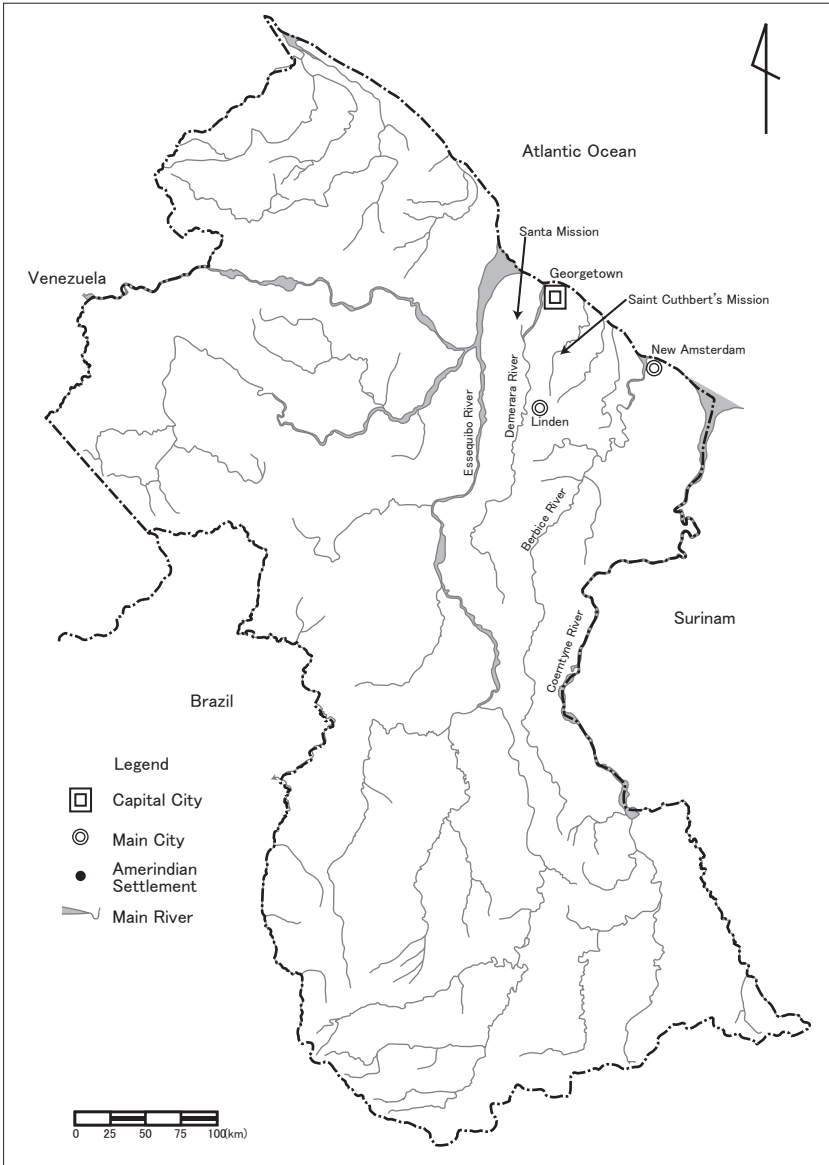 Atlantic Ocean
Santa Mission
Georgetown
Venezuela
Saint Cuthbert's Mission
New Amsterdam
Demerara River
Essequibo River
Linden
Berbice River
Coerntyne River
Surinam
Brazil
Legend
Capital City
Main City
Amerindian
Settlement
Main River
0 25 50 75 100(km)